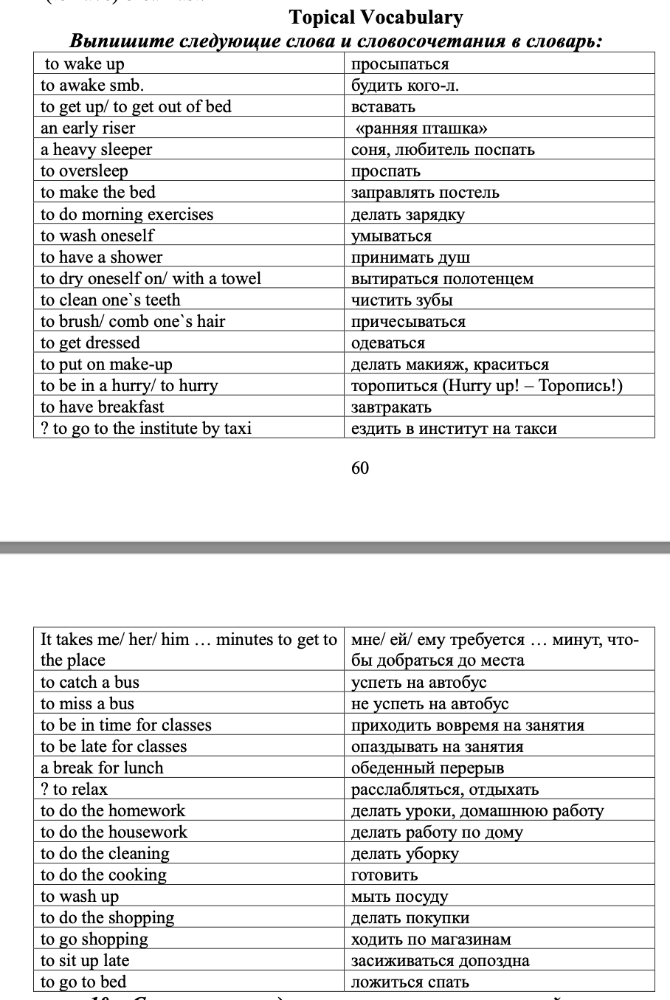 Topical Vocabulary
Выпишите следующие слова и словосочетания в словарь:
to wake up просыпаться
to awake smb. будить кого-л.
to get up/ to get out of bed вставать
an early riser «ранняя пташка»
a heavy sleeper соня, любитель поспать
to oversleep проспать
to make the bed заправлять постель
to do morning exercises делать зарядку
to wash oneself умываться
to have a shower принимать душ
to dry oneself on/ with a towel вытираться полотенцем
to clean one`s teeth чистить зубы
to brush/ comb one`s hair причесываться
to get dressed одеваться
to put on make-up делать макияж, краситься
to be in a hurry/ to hurry торопиться (Hurry up! – Торопись!)
to have breakfast завтракать
? to go to the institute by taxi ездить в институт на такси
60
It takes me/ her/ him … minutes to get to мне/ ей/ ему требуется … минут, что-
the place бы добраться до места
to catch a bus успеть на автобус
to miss a bus не успеть на автобус
to be in time for classes приходить вовремя на занятия
to be late for classes опаздывать на занятия
a break for lunch обеденный перерыв
? to relax расслабляться, отдыхать
to do the homework делать уроки, домашнюю работу
to do the housework делать работу по дому
to do the cleaning делать уборку
to do the cooking готовить
to wash up мыть посуду
to do the shopping делать покупки
to go shopping ходить по магазинам
to sit up late засиживаться допоздна
to go to bed ложиться спать